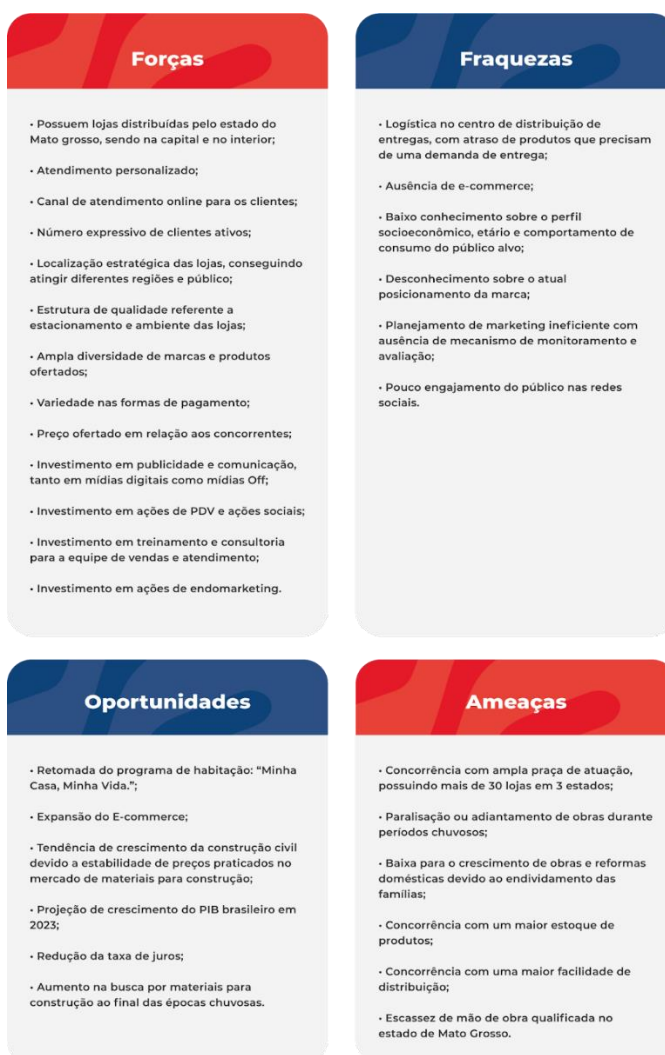 Forças
• Possuem lojas distribuídas pelo estado do
Mato grosso, sendo na capital e no interior;
• Atendimento personalizado;
• Canal de atendimento online para os clientes;
• Número expressivo de clientes ativos;
• Localização estratégica das lojas, conseguindo
atingir diferentes regiões e público;
• Estrutura de qualidade referente a
estacionamento e ambiente das lojas;
• Ampla diversidade de marcas e produtos
ofertados;
• Variedade nas formas de pagamento;
• Preço ofertado em relação aos concorrentes;
• Investimento em publicidade e comunicação,
tanto em mídias digitais como mídias Off;
• Investimento em ações de PDV e ações sociais;
• Investimento em treinamento e consultoria
para a equipe de vendas e atendimento;
• Investimento em ações de endomarketing.
Fraquezas
• Logística no centro de distribuição de
entregas, com atraso de produtos que precisam
de uma demanda de entrega;
• Ausência de e-commerce;
• Baixo conhecimento sobre o perfil
socioeconômico, etário e comportamento de
consumo do público alvo;
• Desconhecimento sobre o atual
posicionamento da marca;
• Planejamento de marketing ineficiente com
ausência de mecanismo de monitoramento e
avaliação;
• Pouco engajamento do público nas redes
sociais.
Oportunidades
• Retomada do programa de habitação: “Minha
Casa, Minha Vida.”;
• Expansão do E-commerce;
• Tendência de crescimento da construção civil
devido a estabilidade de preços praticados no
mercado de materiais para construção;
• Projeção de crescimento do PIB brasileiro em
2023;
• Redução da taxa de juros;
• Aumento na busca por materiais para
construção ao final das épocas chuvosas.
Ameaças
• Concorrência com ampla praça de atuação,
possuindo mais de 30 lojas em 3 estados;
• Paralisação ou adiantamento de obras durante
períodos chuvosos;
• Baixa para o crescimento de obras e reformas
domésticas devido ao endividamento das
famílias;
• Concorrência com um maior estoque de
produtos;
• Concorrência com uma maior facilidade de
distribuição;
• Escassez de mão de obra qualificada no
estado de Mato Grosso.